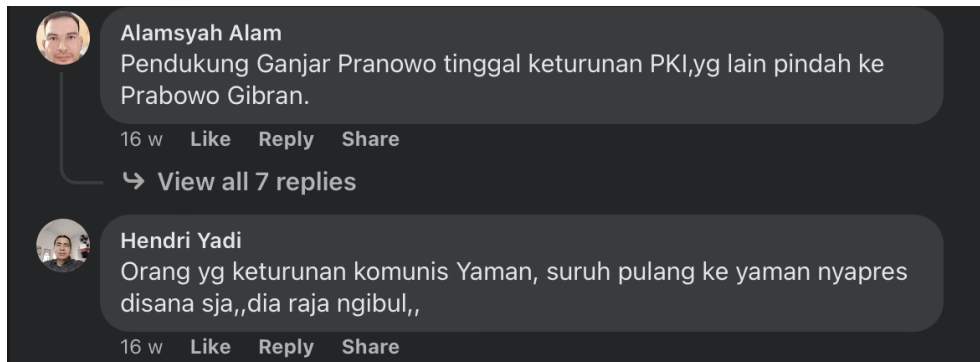 Alamsyah Alam
Pendukung Ganjar Pranowo tinggal keturunan PKI,yg lain pindah ke
Prabowo Gibran.
16 w Like Reply Share
View all 7 replies
Hendri Yadi
Orang yg keturunan komunis Yaman, suruh pulang ke yaman nyapres
disana sja,,dia raja ngibul,,
16 w Like Reply Share